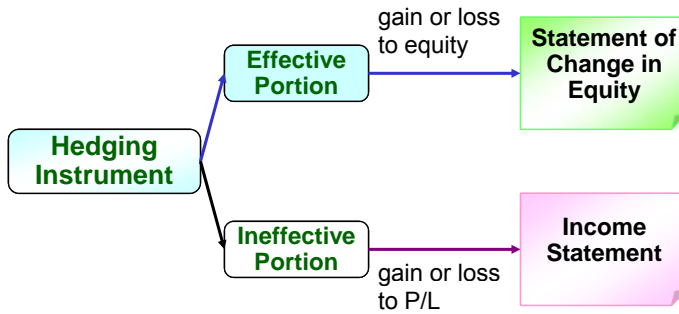 gain or loss
to equity
Statement of
Change in
Equity
Effective
Portion
Hedging
Instrument
Ineffective
Portion
gain or loss
to P/L
Income
Statement